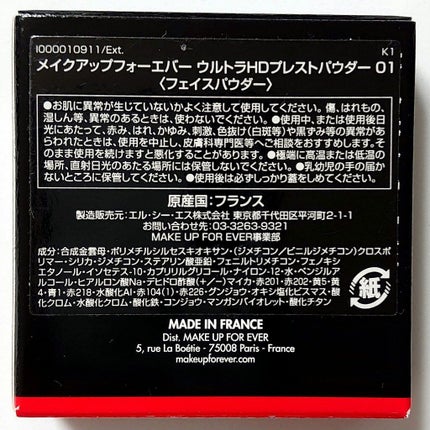 I000010911/Ext.
K1
メイクアップフォーエバー ウルトラHDプレストパウダー 01
〈フェイスパウダー〉
●お肌に異常が生じていないかよく注意して使用してください。傷、はれもの、
湿しん等、異常のあるときは、使わないでください。●使用中、または使用後日
光にあたって、赤み、はれ、かゆみ、刺激、色抜け(白斑等)や黒ずみ等の異常があ
らわれたときは、使用を中止し、皮膚科専門医等へご相談をおすすめします。そ
のまま使用を続けますと悪化することがあります。●極端に高温または低温の
場所、直射日光のあたる場所には保管しないでください。●乳幼児の手の届か
ないところに保管してください。●使用後は必ずしっかり蓋をしめてください。
原産国:フランス
製造販売元:エル・シー・エス株式会社 東京都千代田区平河町2-1-1
お問い合わせ先:03-3263-9321
MAKE UP FOR EVER事業部
成分:合成金雲母・ポリメチルシルセスキオキサン・(ジメチコン/ビニルジメチコン)クロスポ
リマー・シリカ・ジメチコン・ステアリン酸亜鉛・フェニルトリメチコン・フェノキシ
エタノール・イソセテス-10・カプリリルグリコール・ナイロン-12・水・ベンジルア
ルコール・ヒアルロン酸Na・デヒドロ酢酸・(+/-)マイカ・赤201・赤202・黄5・黄
4・青1・赤218・水酸化Al・赤104(1)・赤226・グンジョウ・オキシ塩化ビスマス・酸
化クロム・水酸化クロム・酸化鉄・コンジョウ・マンガンバイオレット・酸化チタン
紙
MADE IN FRANCE
Dist. MAKE UP FOR EVER
5, rue La Boétie - 75008 Paris - France
makeupforever.com